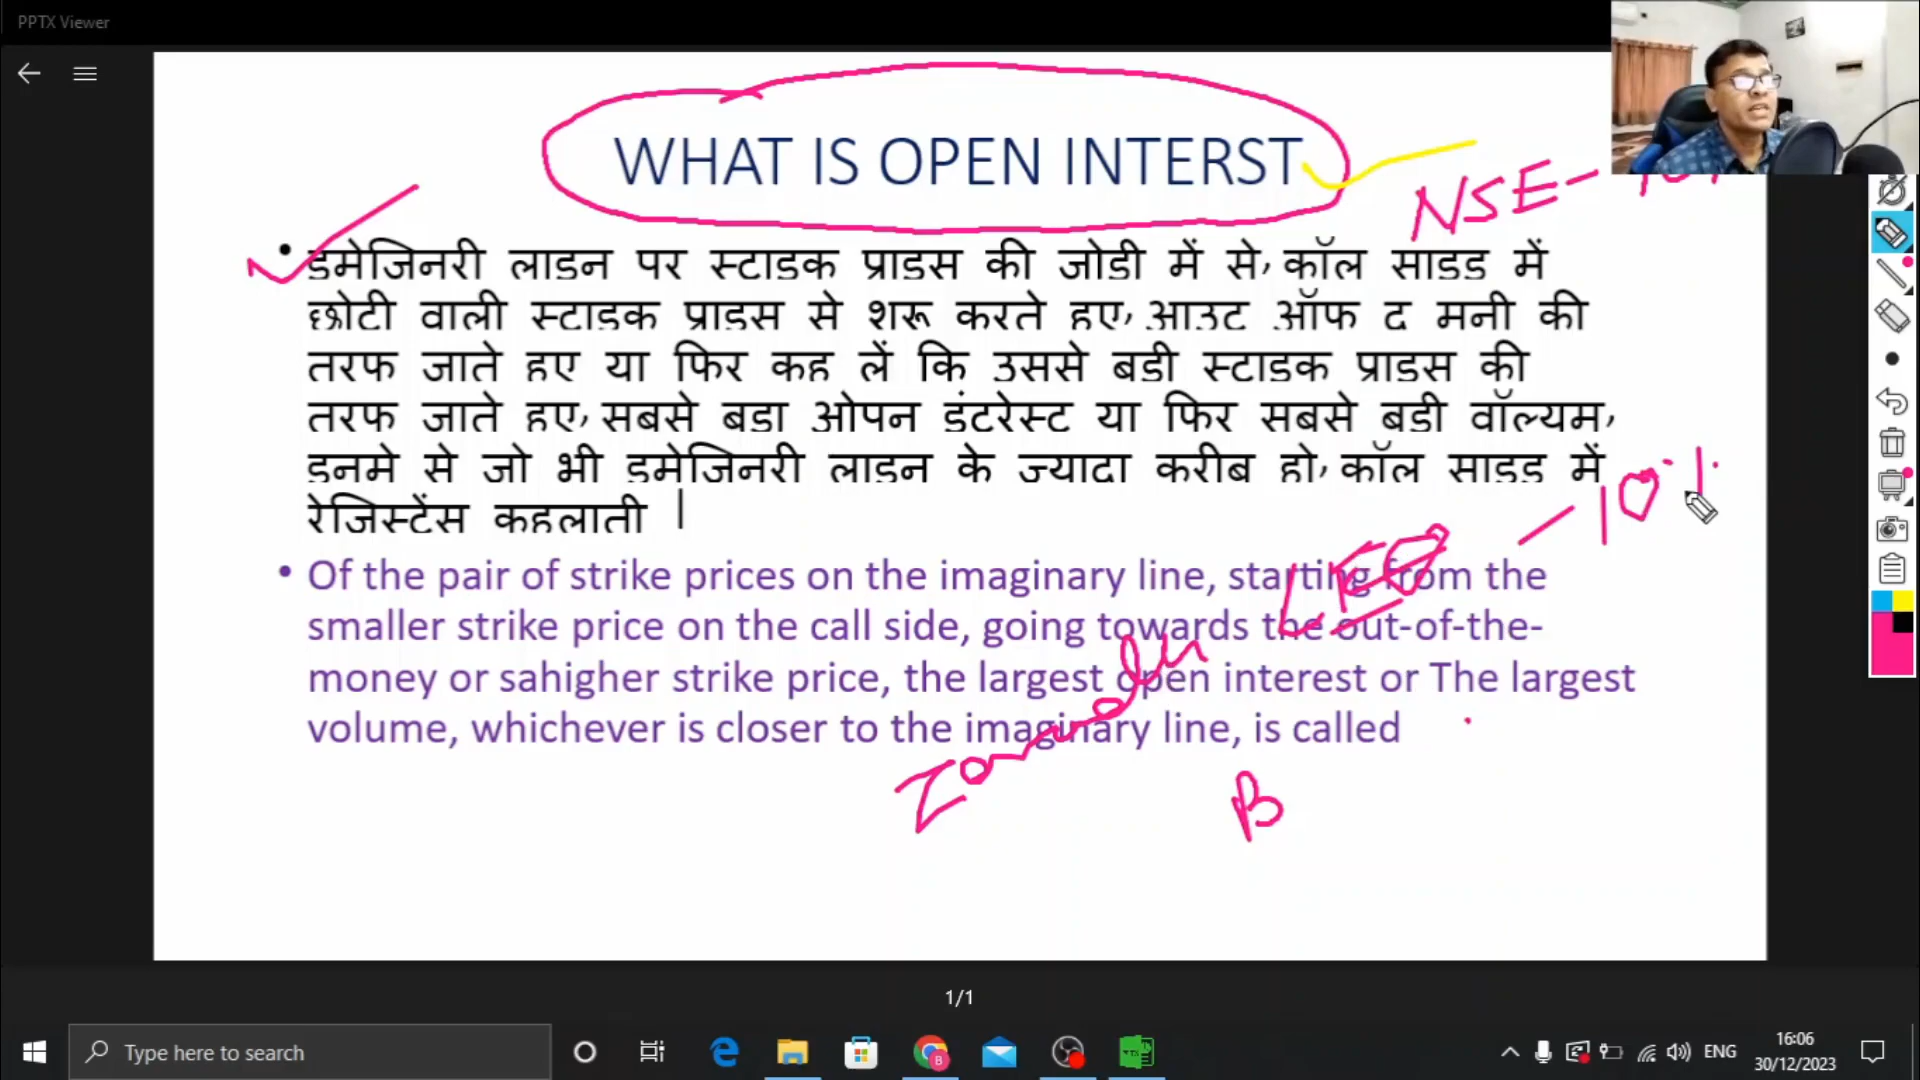 PPTX Viewer
WHAT IS OPEN INTERST
NSE-
• इमेजिनरी लाइन पर स्टाइक प्राइस की जोडी में से, कॉल साइड में
छोटी वाली स्टाइक प्राइस से शरू करते हए, आउट ऑफ द मनी की
तरफ जाते हए या फिर कह लें कि उससे बडी स्टाइक प्राइस की
तरफ जाते हए, सबसे बडा ओपन इंटरेस्ट या फिर सबसे बडी वॉल्यम,
इनमे से जो भी इमेजिनरी लाइन के ज्यादा करीब हो, कॉल साइड में
रेजिस्टेंस कहलाती |
- 10%
• Of the pair of strike prices on the imaginary line, starting from the
smaller strike price on the call side, going towards the out-of-the-
money or sahigher strike price, the largest open interest or The largest
volume, whichever is closer to the imaginary line, is called
B
1/1
Type here to search
ENG
16:06
30/12/2023